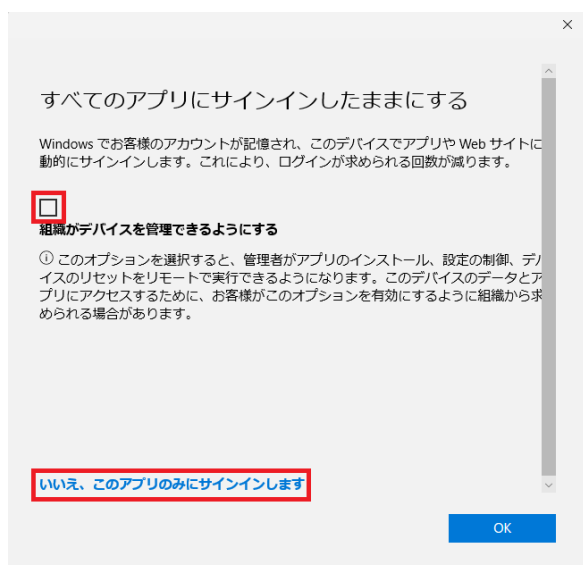 すべてのアプリにサインインしたままにする
Windows でお客様のアカウントが記憶され、このデバイスでアプリや Web サイトに
動的にサインインします。これにより、ログインが求められる回数が減ります。
組織がデバイスを管理できるようにする
ⓘ このオプションを選択すると、管理者がアプリのインストール、設定の制御、デバ
イスのリセットをリモートで実行できるようになります。このデバイスのデータとア
プリにアクセスするために、お客様がこのオプションを有効にするように組織から求
められる場合があります。
いいえ、このアプリのみにサインインします
OK